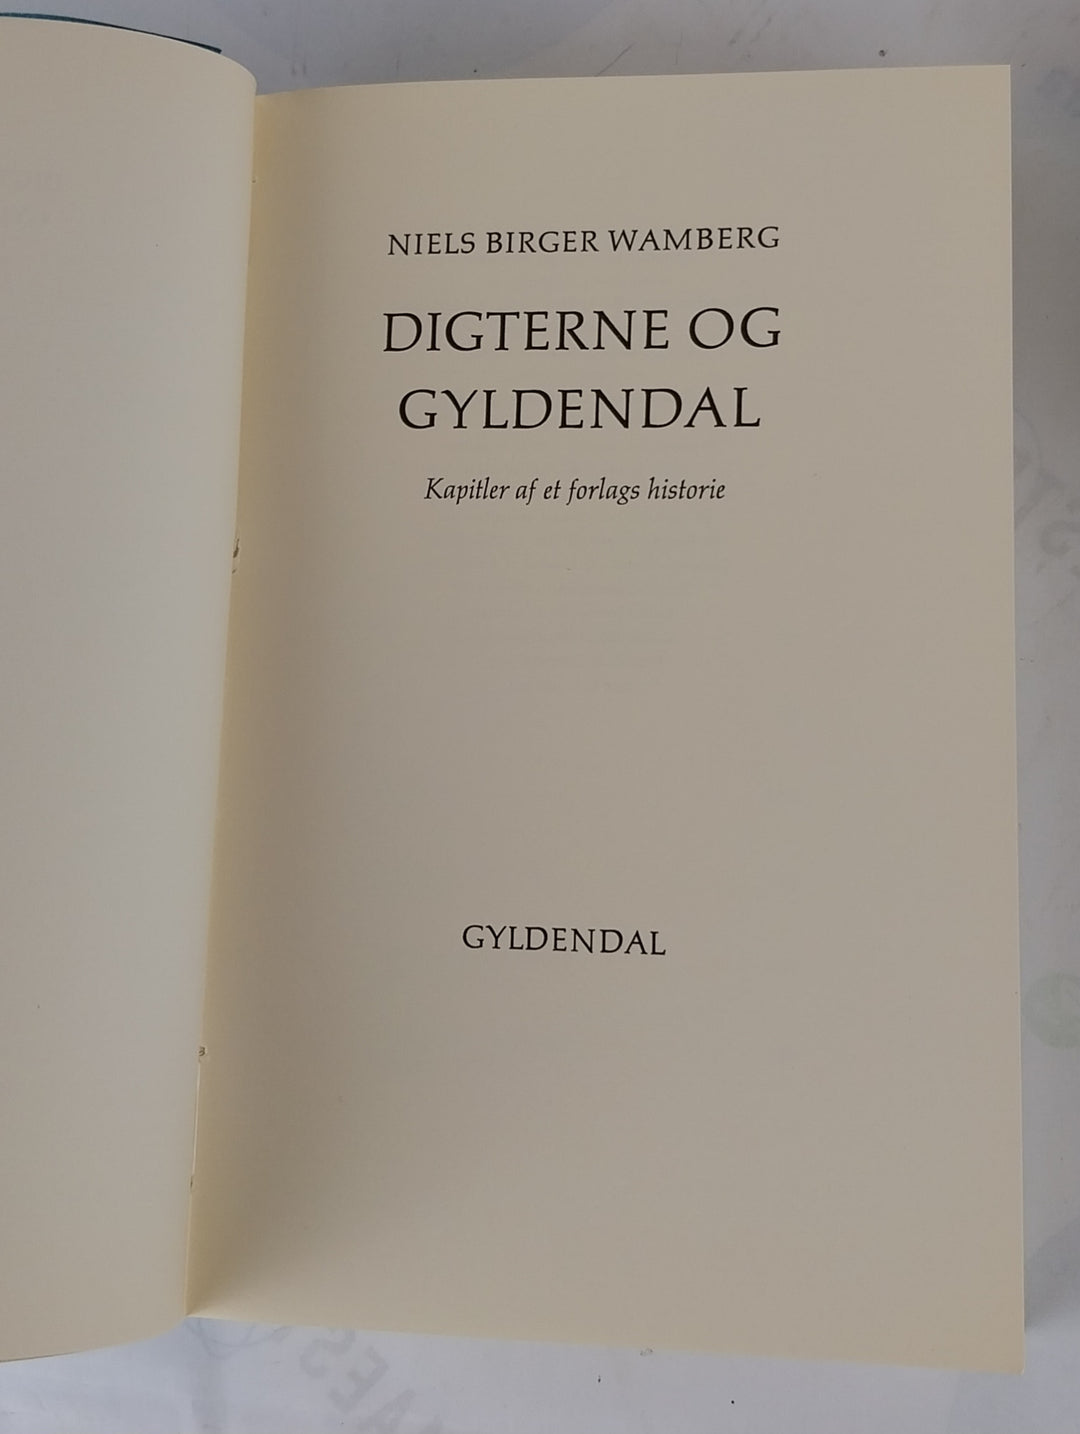 NIELS BIRGER WAMBERG
DIGTERNE OG
GYLDENDAL
Kapitler af et forlags historie
GYLDENDAL